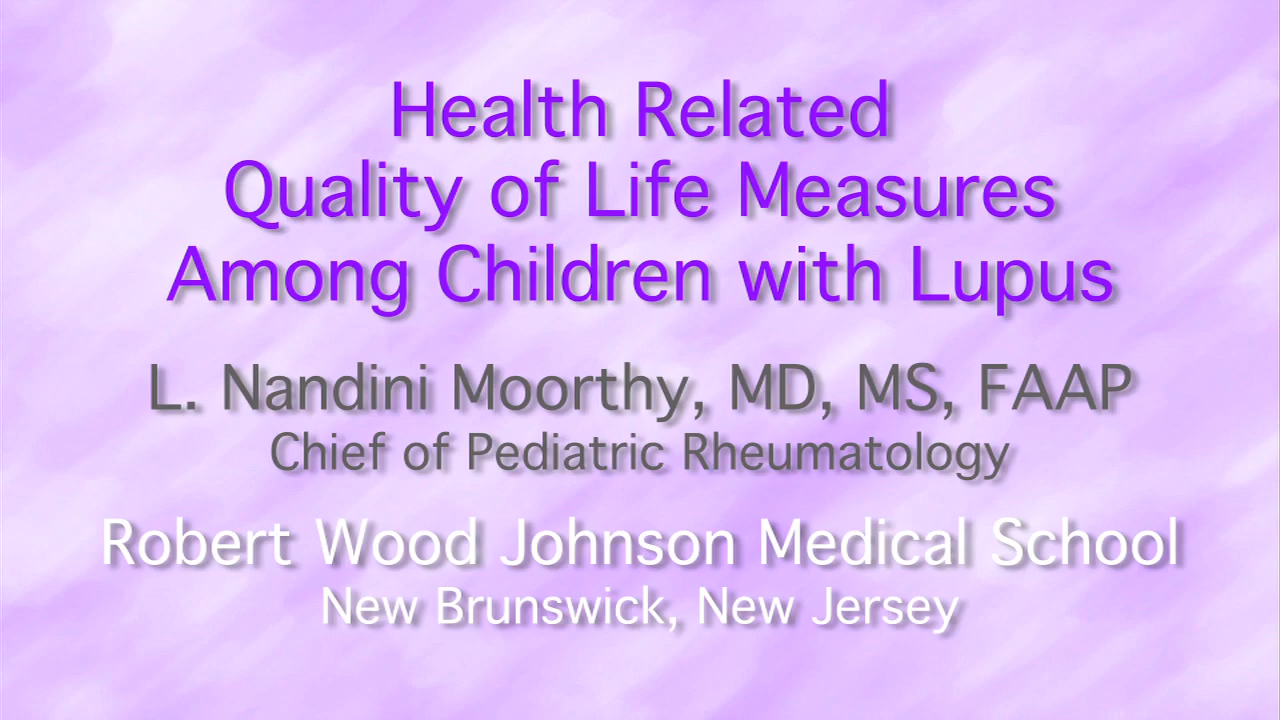 Health Related
Quality of Life Measures
Among Children with Lupus
L. Nandini Moorthy, MD, MS, FAAP
Chief of Pediatric Rheumatology
Robert Wood Johnson Medical School
New Brunswick, New Jersey